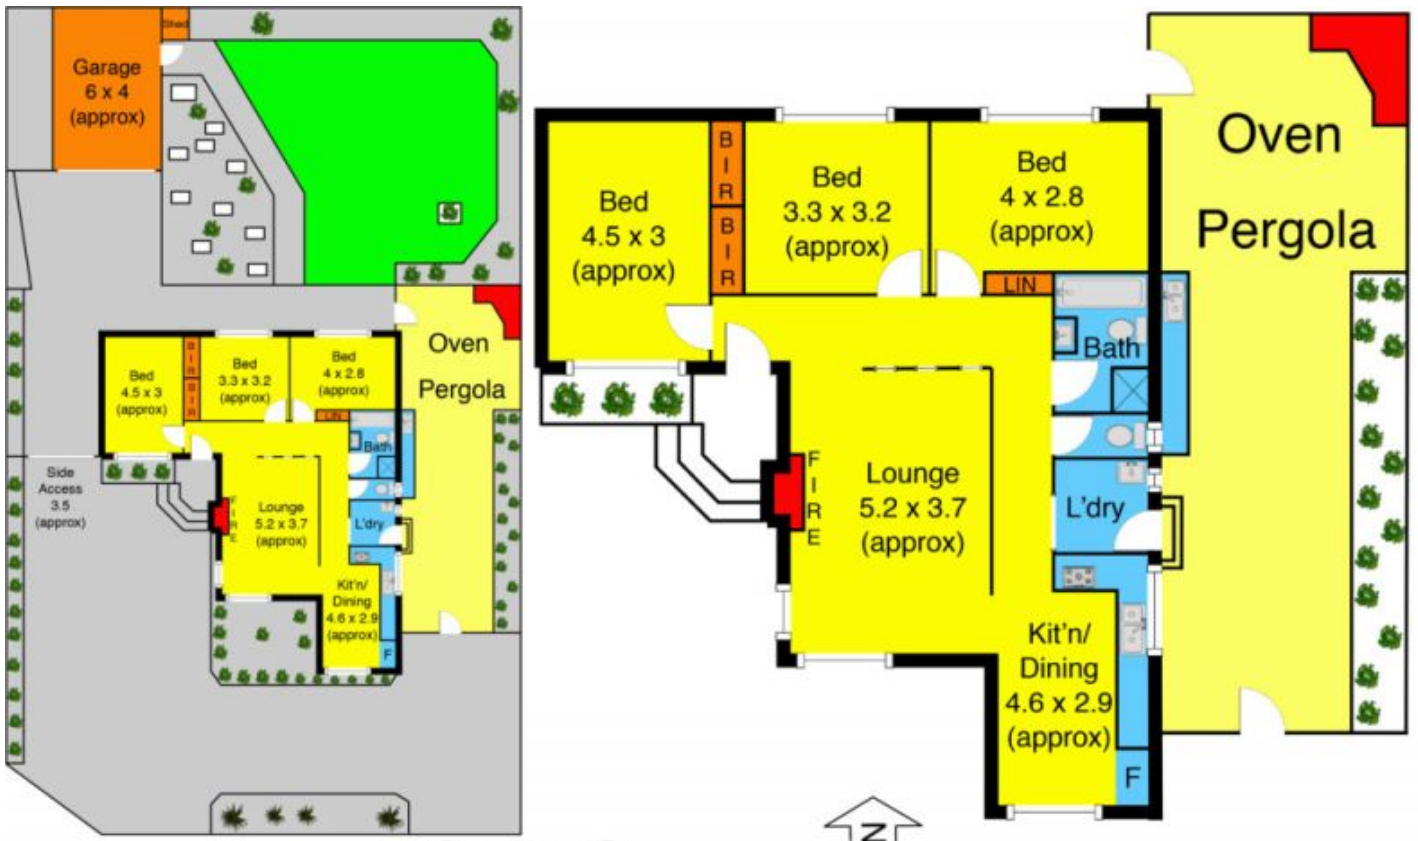 Shed
Garage
6 x 4
(approx)
Oven
Pergola
Bed
4.5 x 3
(approx)
B
I
R
B
I
R
Bed
3.3 x 3.2
(approx)
Bed
4 x 2.8
(approx)
LIN
Bath
Side
Access
3.5
(approx)
F
I
R
E
Lounge
5.2 x 3.7
(approx)
L'dry
Kit'n/
Dining
4.6 x 2.9
(approx)
F
Oven
Pergola
Bed
4.5 x 3
(approx)
B
I
R
B
I
R
Bed
3.3 x 3.2
(approx)
Bed
4 x 2.8
(approx)
LIN
Bath
F
I
R
E
Lounge
5.2 x 3.7
(approx)
L'dry
Kit'n/
Dining
4.6 x 2.9
(approx)
F
N